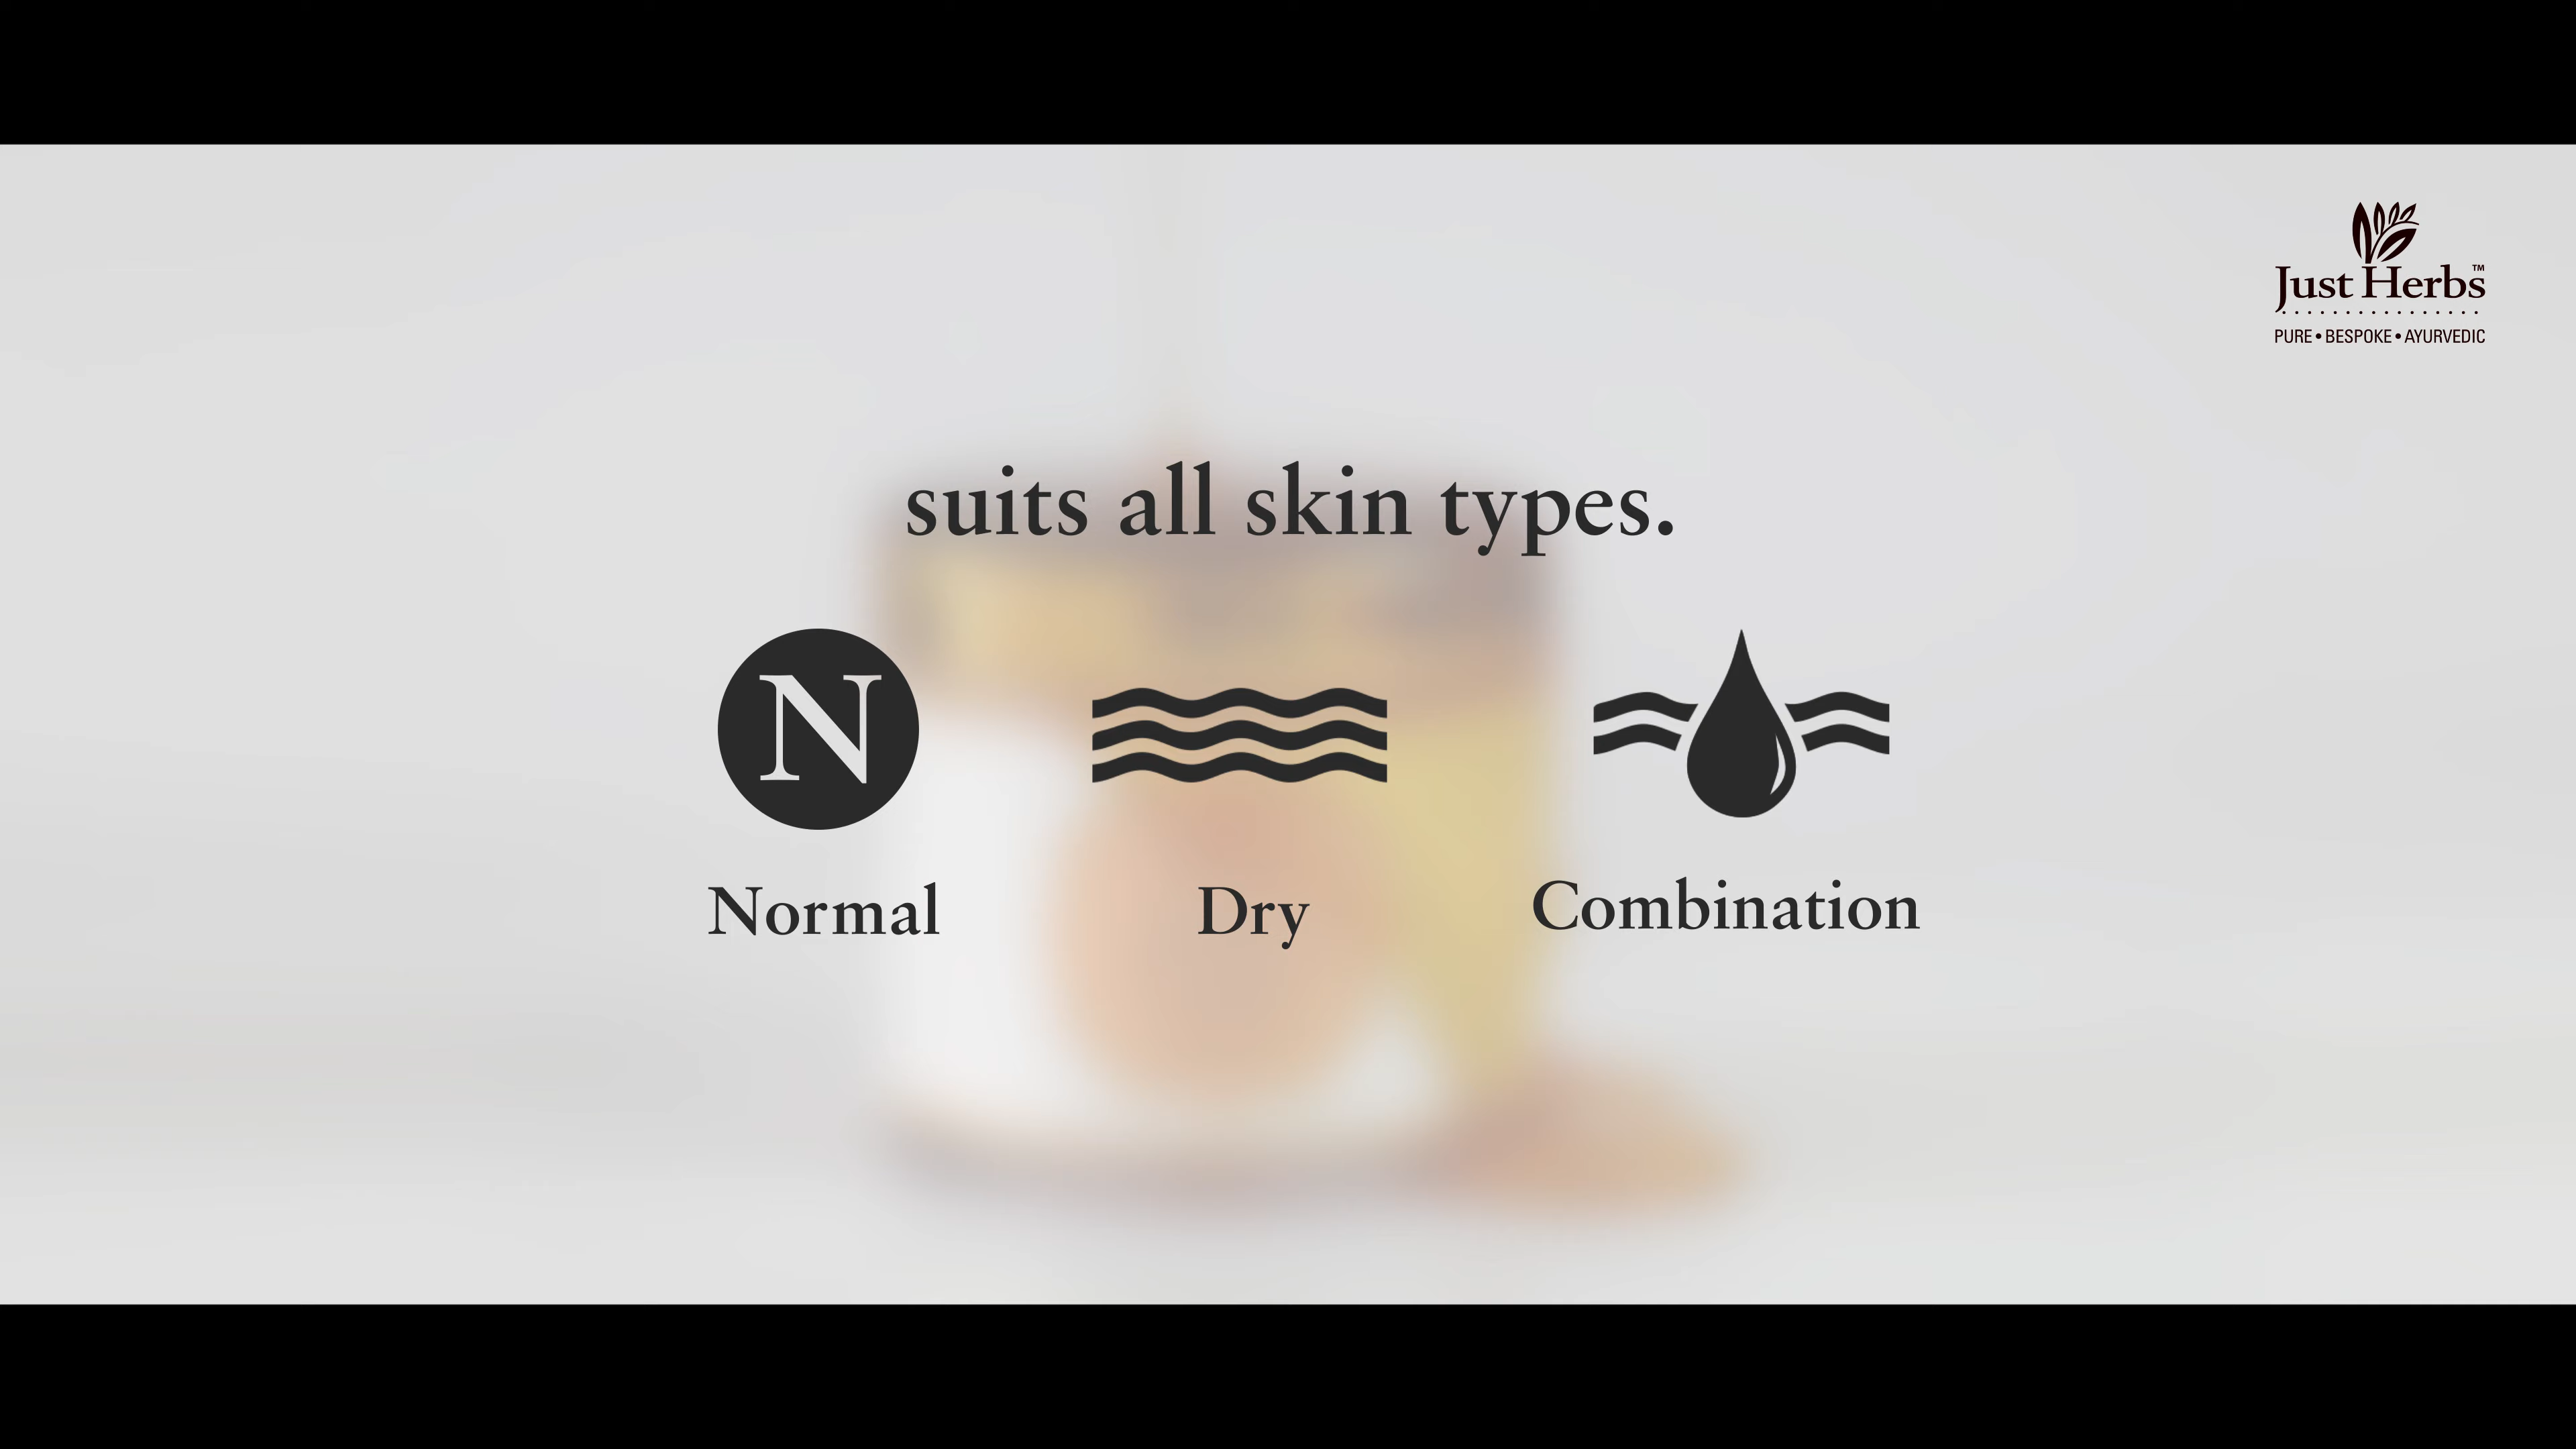 Just Herbs™
PURE • BESPOKE • AYURVEDIC
suits all skin types.
N
Normal
Dry
Combination